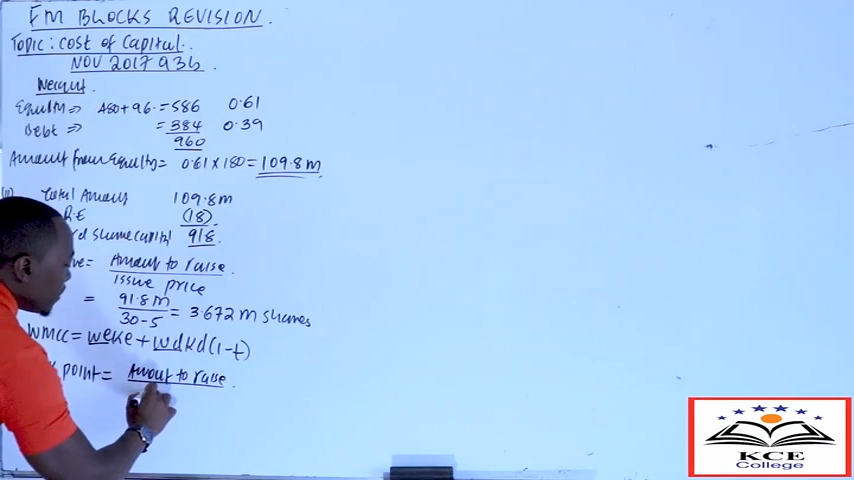 FM BLOCKS REVISION.
Topic: Cost of Capital.
NOV 2017 Q3b
Weight.
Equity => 480+96 = 586 0.61
Debt => = 384 0.39
960
Amount from Equity = 0.61 x 180 = 109.8m
(ii) Total Amount 109.8m
R.E (18)
Share capital 91.8
= Amount to raise
issue price
= 91.8m
30-5 = 3.672m shares
WMCC = WeKe + WdKd(1-t)
point = Amount to raise
KCE
College